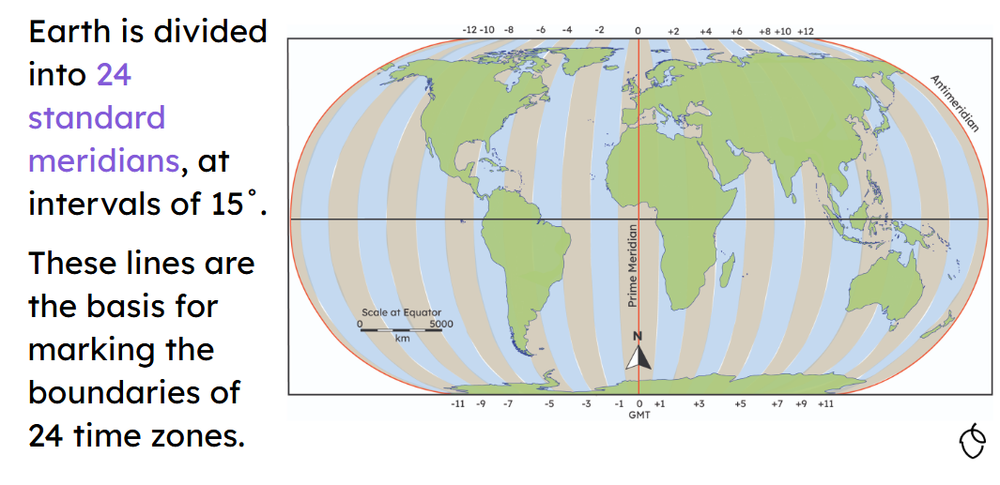 Earth is divided
into 24
standard
meridians, at
intervals of 15˚.
These lines are
the basis for
marking the
boundaries of
24 time zones.
-12 -10 -8 -6 -4 -2 0 +2 +4 +6 +8 +10 +12
Antimeridian
Prime Meridian
Scale at Equator
0 5000
km
N
-11 -9 -7 -5 -3 -1 0 +1 +3 +5 +7 +9 +11
GMT